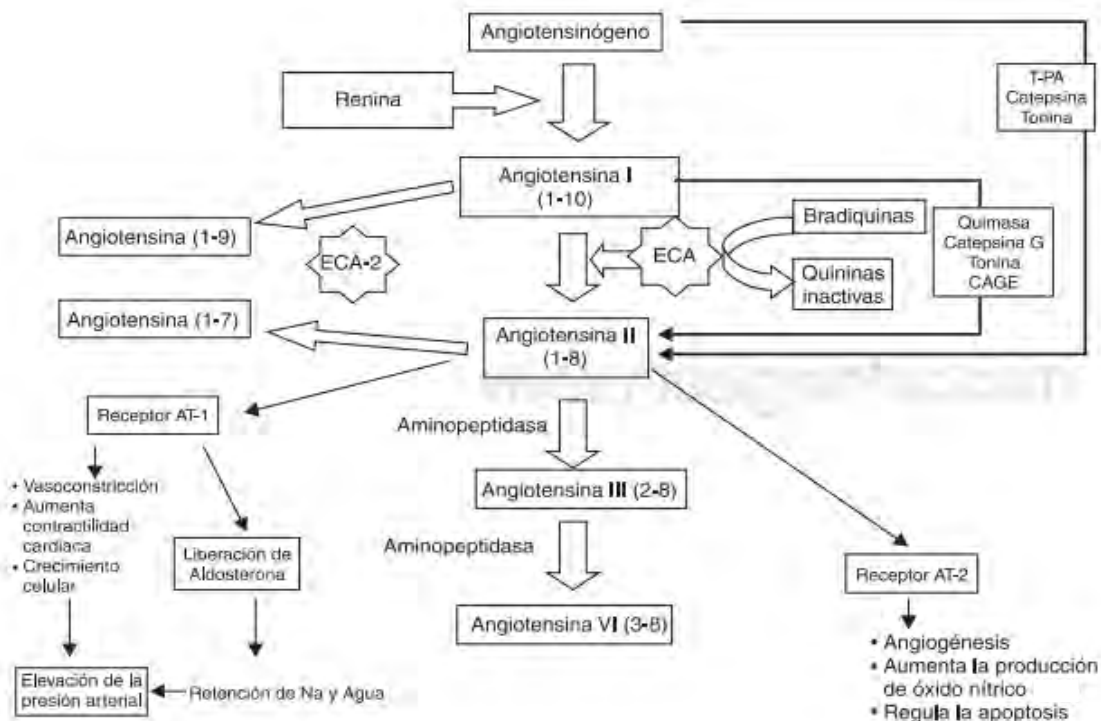 Angiotensinógeno
T-PA
Catepsina
Tonina
Renina
Angiotensina I
(1-10)
Angiotensina (1-9)
ECA-2
ECA
Bradiquinas
Quininas
inactivas
Quimasa
Catepsina G
Tonina
CAGE
Angiotensina (1-7)
Angiotensina II
(1-8)
Receptor AT-1
Aminopeptidasa
• Vasoconstricción
• Aumenta
contractilidad
cardiaca
• Crecimiento
celular
Angiotensina III (2-8)
Liberación de
Aldosterona
Aminopeptidasa
Receptor AT-2
Angiotensina VI (3-8)
• Angiogénesis
• Aumenta la producción
de óxido nítrico
• Regula la apoptosis
Elevación de la
presión arterial
Retención de Na y Agua